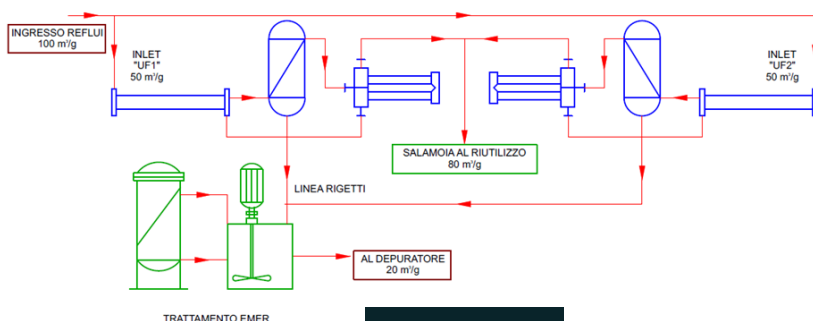 INGRESSO REFLUI
100 m³/g
INLET
"UF1"
50 m³/g
INLET
"UF2"
50 m³/g
SALAMOIA AL RIUTILIZZO
80 m³/g
LINEA RIGETTI
AL DEPURATORE
20 m³/g
TRATTAMENTO EMER